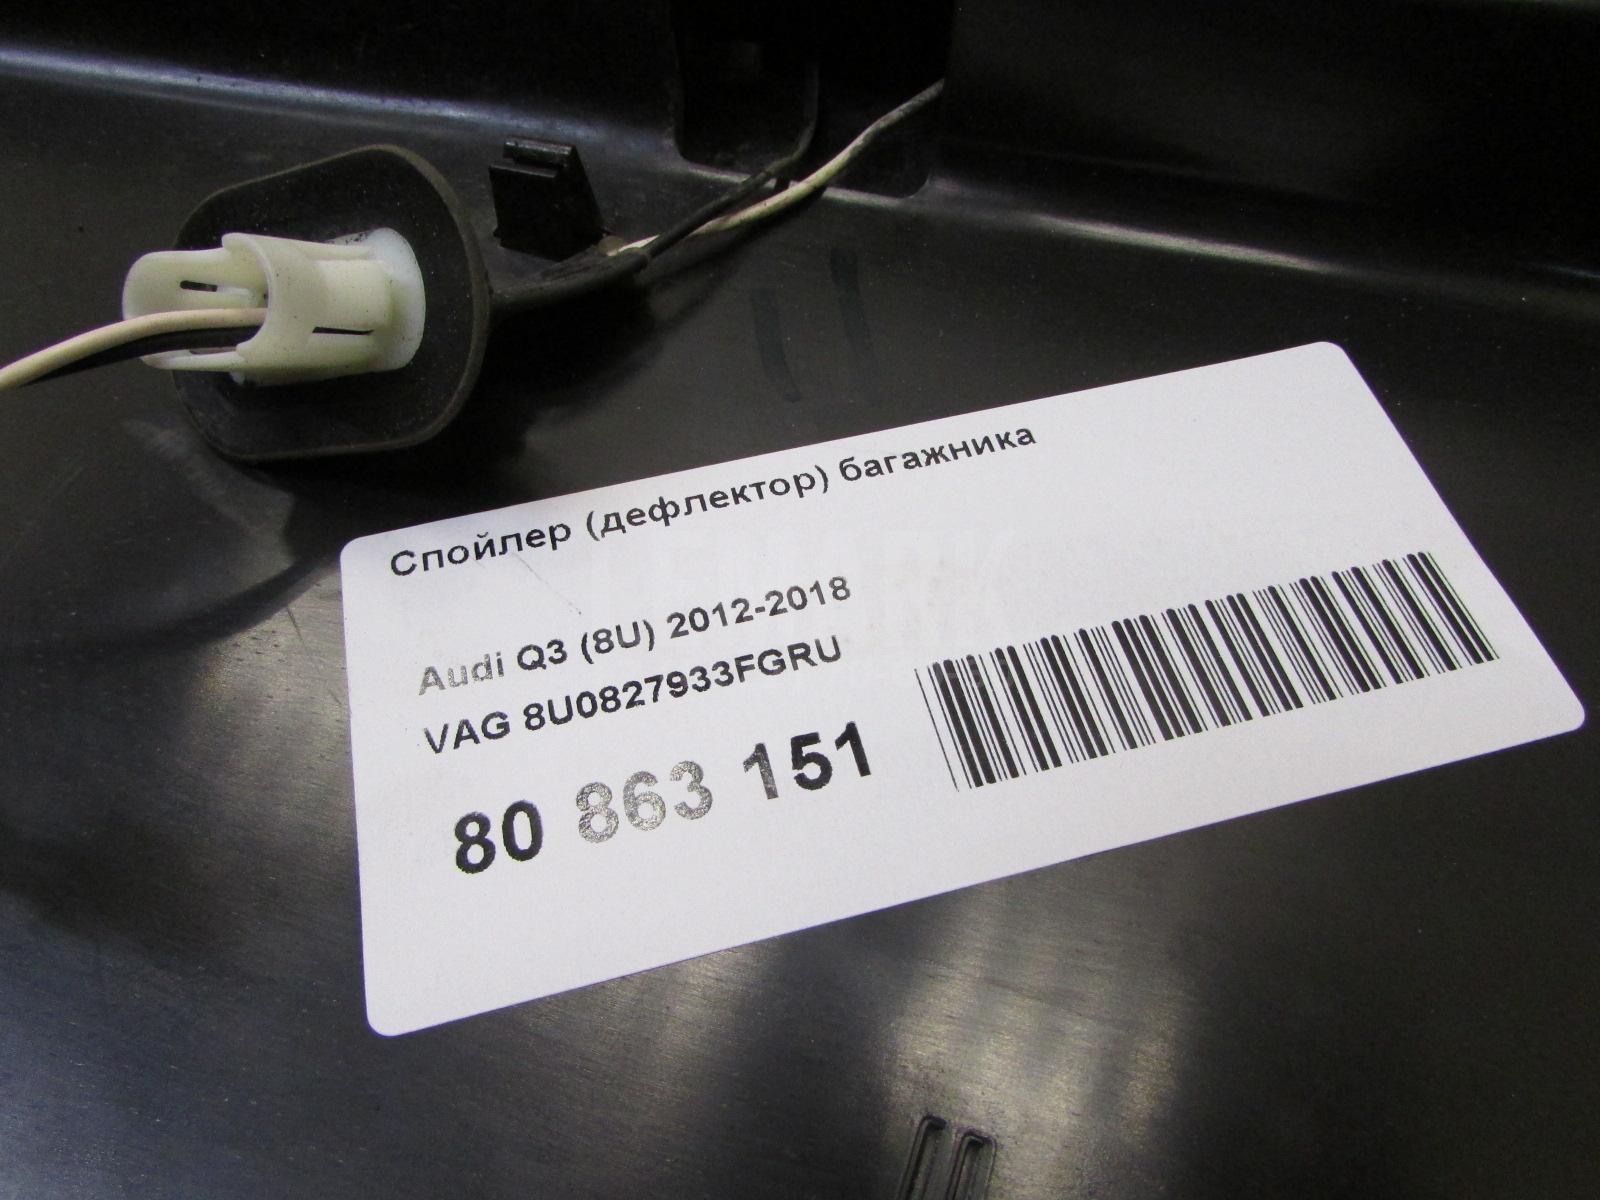 Спойлер (дефлектор) багажника
Audi Q3 (8U) 2012-2018
VAG 8U0827933FGRU
80 863 151